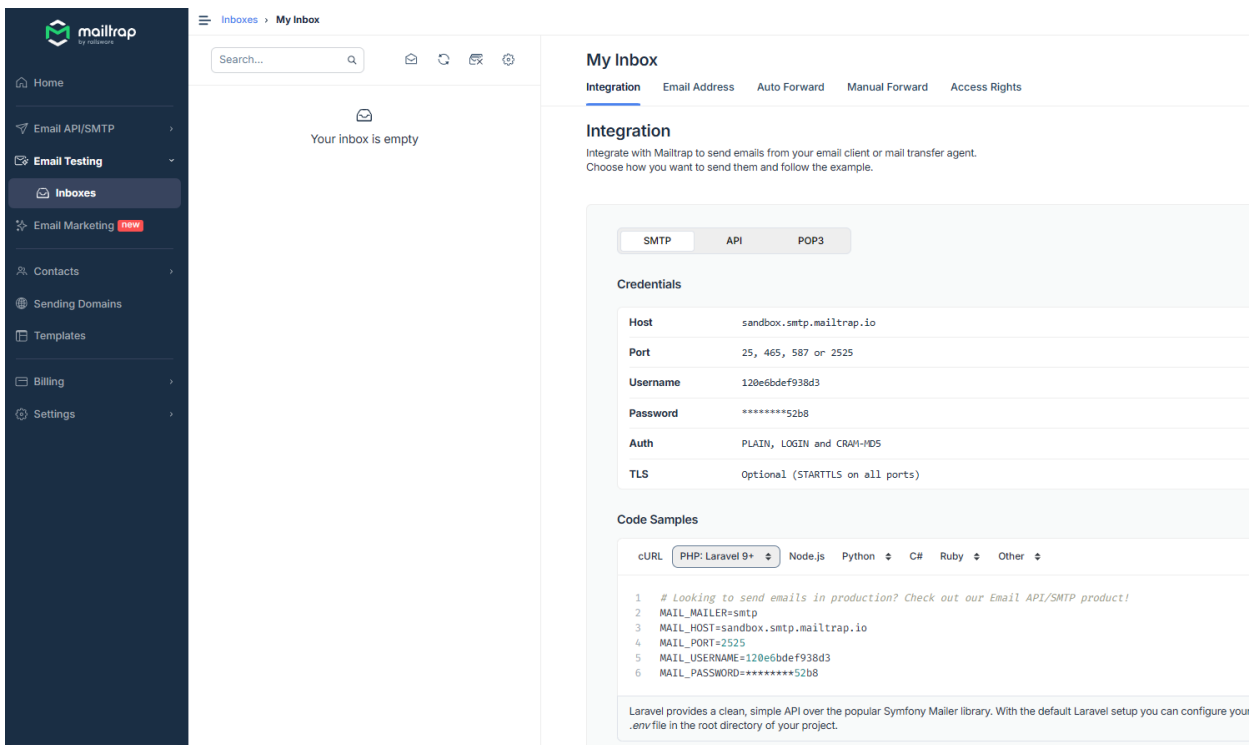 mailtrap
by railsware
Home
Email API/SMTP
Email Testing
Inboxes
Email Marketing new
Contacts
Sending Domains
Templates
Billing
Settings
Inboxes › My Inbox
Search...
Your inbox is empty
My Inbox
Integration Email Address Auto Forward Manual Forward Access Rights
Integration
Integrate with Mailtrap to send emails from your email client or mail transfer agent.
Choose how you want to send them and follow the example.
SMTP API POP3
Credentials
Host sandbox.smtp.mailtrap.io
Port 25, 465, 587 or 2525
Username 120e6bdef938d3
Password ********52b8
Auth PLAIN, LOGIN and CRAM-MD5
TLS Optional (STARTTLS on all ports)
Code Samples
cURL PHP: Laravel 9+ Node.js Python C# Ruby Other
1 # Looking to send emails in production? Check out our Email API/SMTP product!
2 MAIL_MAILER=smtp
3 MAIL_HOST=sandbox.smtp.mailtrap.io
4 MAIL_PORT=2525
5 MAIL_USERNAME=120e6bdef938d3
6 MAIL_PASSWORD=********52b8
Laravel provides a clean, simple API over the popular Symfony Mailer library. With the default Laravel setup you can configure your
.env file in the root directory of your project.